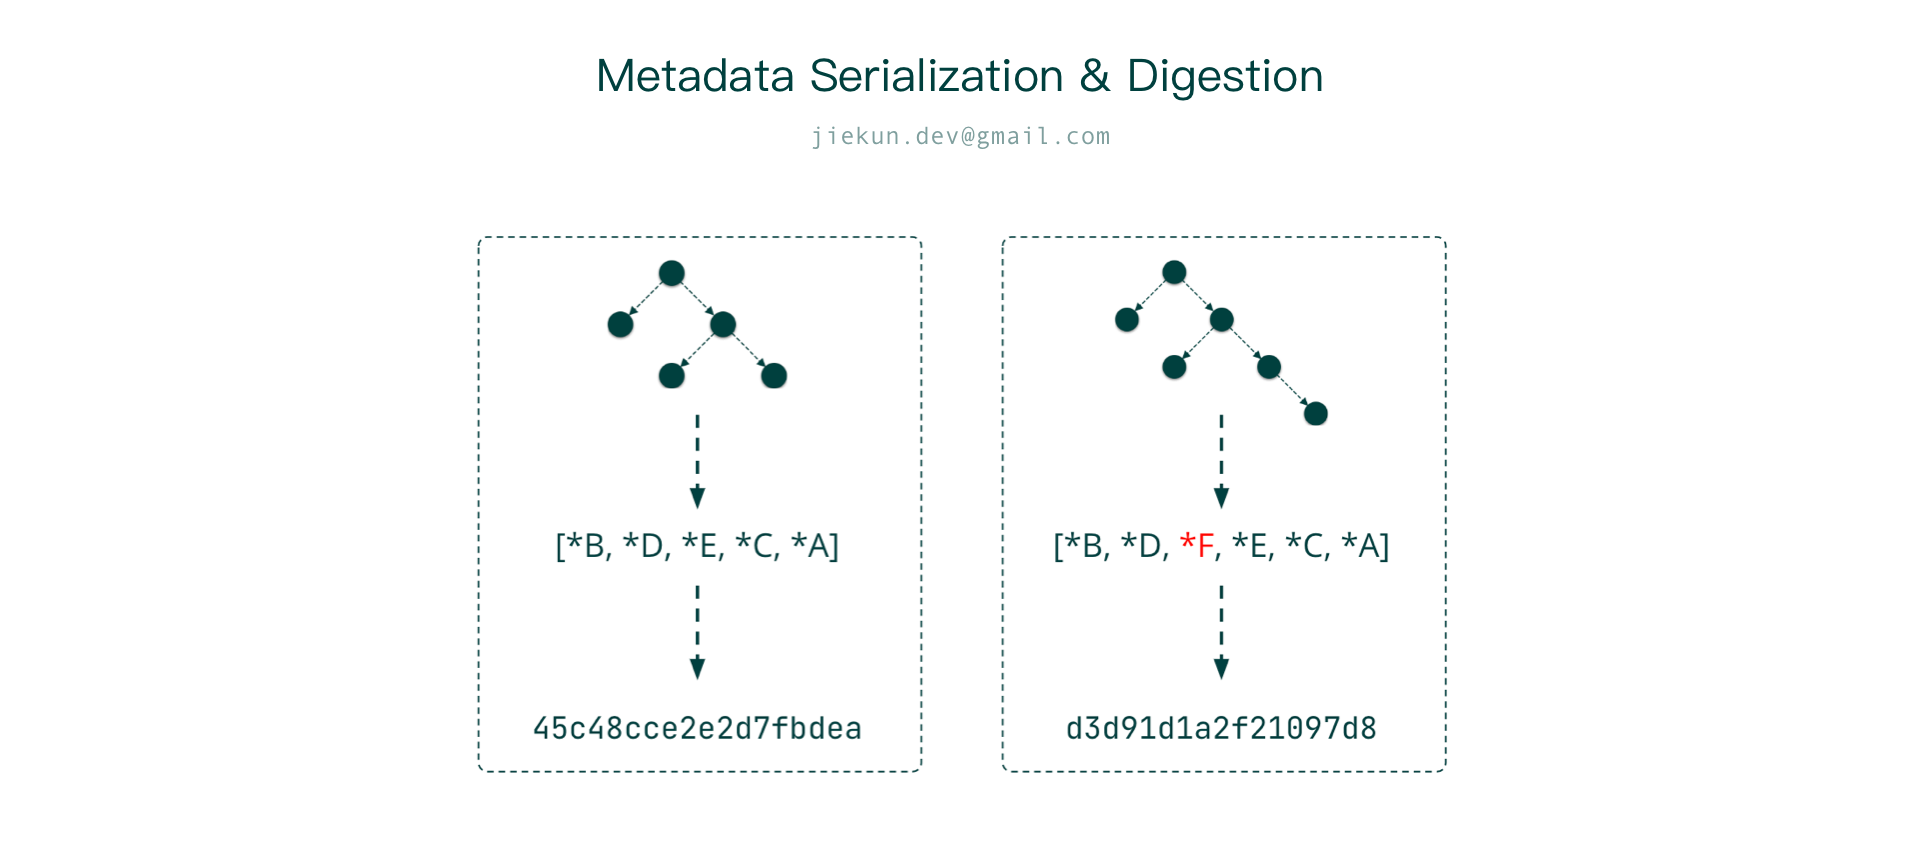 Metadata Serialization & Digestion
jiekun.dev@gmail.com
[*B, *D, *E, *C, *A]
45c48cce2e2d7fbdea
[*B, *D, *F, *E, *C, *A]
d3d91d1a2f21097d8